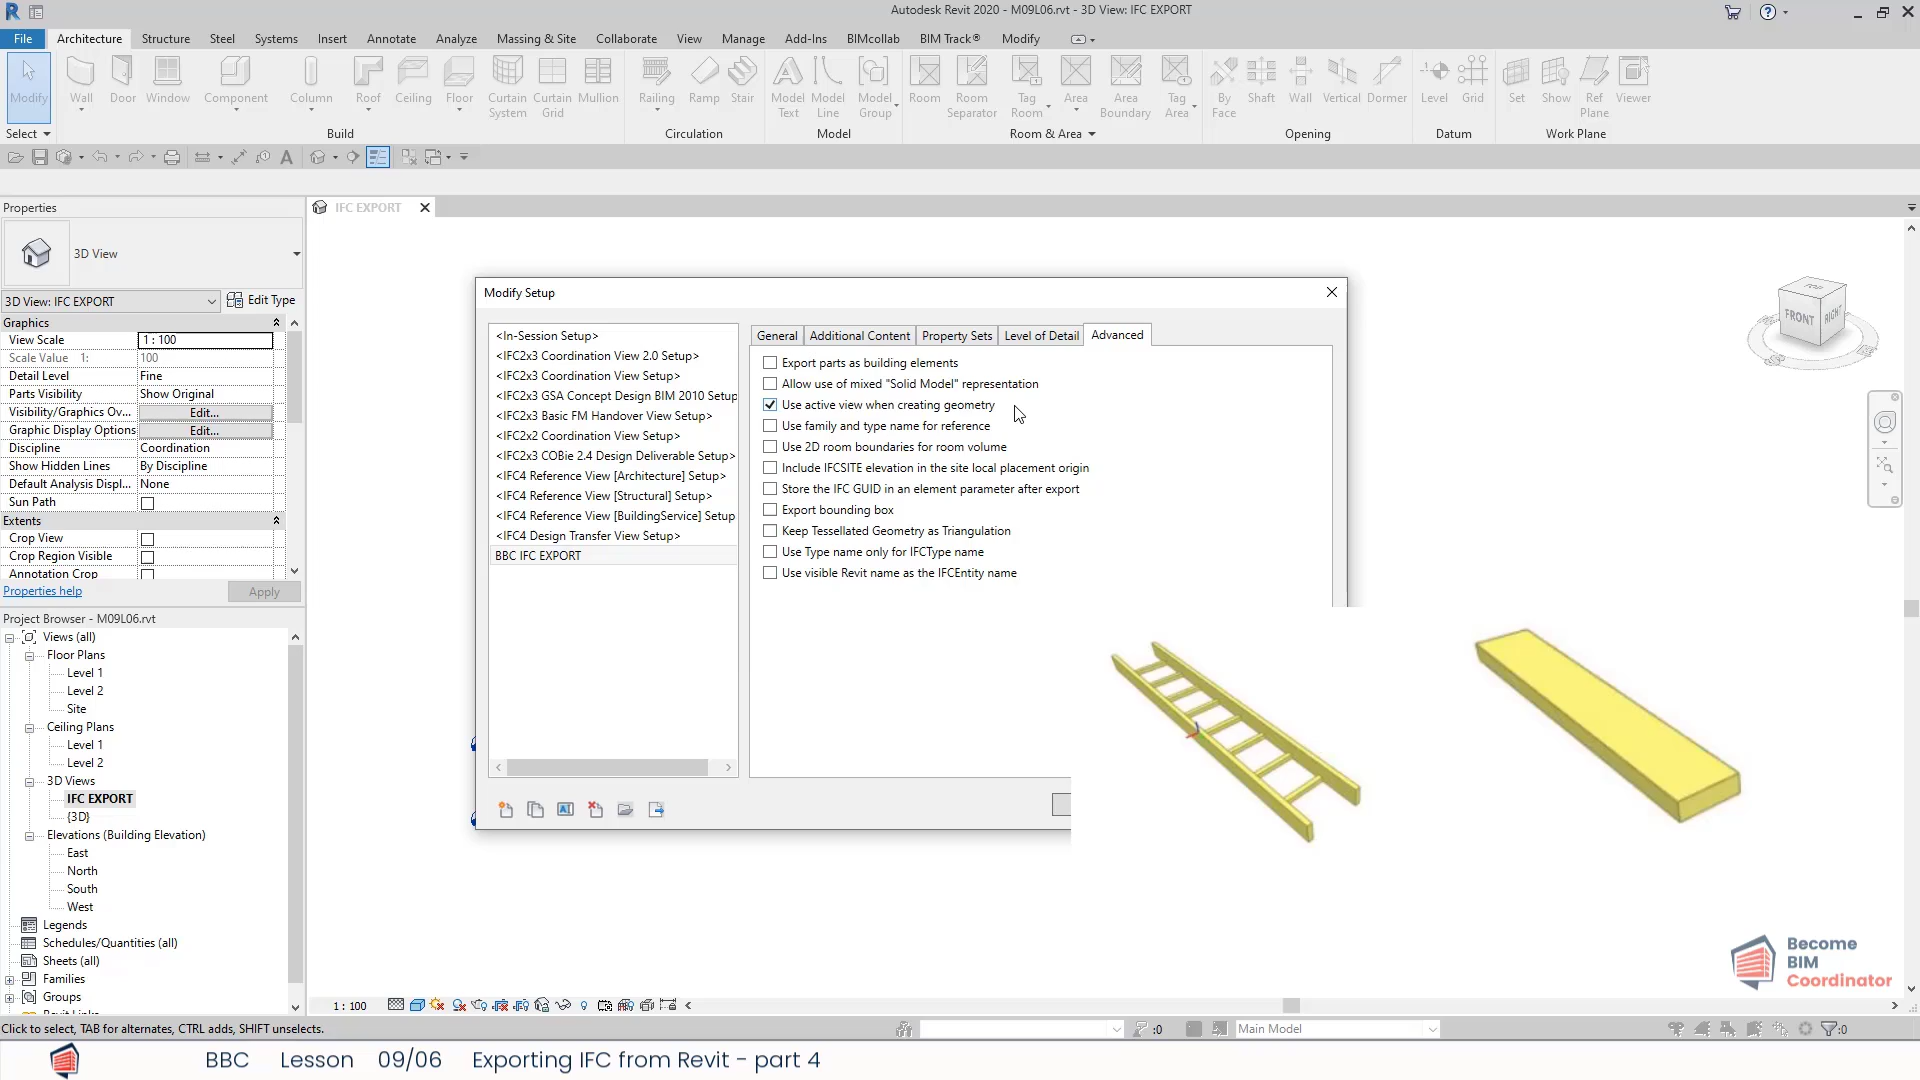 Autodesk Revit 2020 - M09L06.rvt - 3D View: IFC EXPORT
File Architecture Structure Steel Systems Insert Annotate Analyze Massing & Site Collaborate View Manage Add-Ins BIMcollab BIM Track® Modify
Modify Wall Door Window Component Column Roof Ceiling Floor Curtain System Curtain Grid Mullion Railing Ramp Stair Model Text Model Line Model Group Room Room Separator Tag Room Area Area Boundary Tag Area By Face Shaft Wall Vertical Dormer Level Grid Set Show Ref Plane Viewer
Select Build Circulation Model Room & Area Opening Datum Work Plane
Properties
IFC EXPORT
3D View
3D View: IFC EXPORT Edit Type
Graphics
View Scale 1 : 100
Scale Value 1: 100
Detail Level Fine
Parts Visibility Show Original
Visibility/Graphics Ov... Edit...
Graphic Display Options Edit...
Discipline Coordination
Show Hidden Lines By Discipline
Default Analysis Displ... None
Sun Path
Extents
Crop View
Crop Region Visible
Annotation Crop
Properties help Apply
Project Browser - M09L06.rvt
Views (all)
Floor Plans
Level 1
Level 2
Site
Ceiling Plans
Level 1
Level 2
3D Views
IFC EXPORT
{3D}
Elevations (Building Elevation)
East
North
South
West
Legends
Schedules/Quantities (all)
Sheets (all)
Families
Groups
Modify Setup
<In-Session Setup>
<IFC2x3 Coordination View 2.0 Setup>
<IFC2x3 Coordination View Setup>
<IFC2x3 GSA Concept Design BIM 2010 Setup
<IFC2x3 Basic FM Handover View Setup>
<IFC2x2 Coordination View Setup>
<IFC2x3 COBie 2.4 Design Deliverable Setup>
<IFC4 Reference View [Architecture] Setup>
<IFC4 Reference View [Structural] Setup>
<IFC4 Reference View [BuildingService] Setup
<IFC4 Design Transfer View Setup>
BBC IFC EXPORT
General Additional Content Property Sets Level of Detail Advanced
Export parts as building elements
Allow use of mixed "Solid Model" representation
Use active view when creating geometry
Use family and type name for reference
Use 2D room boundaries for room volume
Include IFCSITE elevation in the site local placement origin
Store the IFC GUID in an element parameter after export
Export bounding box
Keep Tessellated Geometry as Triangulation
Use Type name only for IFCType name
Use visible Revit name as the IFCEntity name
TOP
FRONT RIGHT
Become
BIM
Coordinator
1 : 100
Click to select, TAB for alternates, CTRL adds, SHIFT unselects.
:0 Main Model :0
BBC Lesson 09/06 Exporting IFC from Revit - part 4